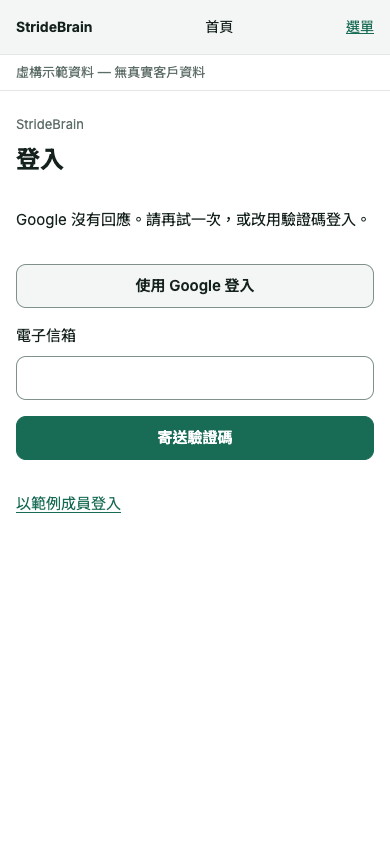 StrideBrain
首頁
選單
虛構示範資料 — 無真實客戶資料
StrideBrain
登入
Google 沒有回應。請再試一次，或改用驗證碼登入。
使用 Google 登入
電子信箱
寄送驗證碼
以範例成員登入